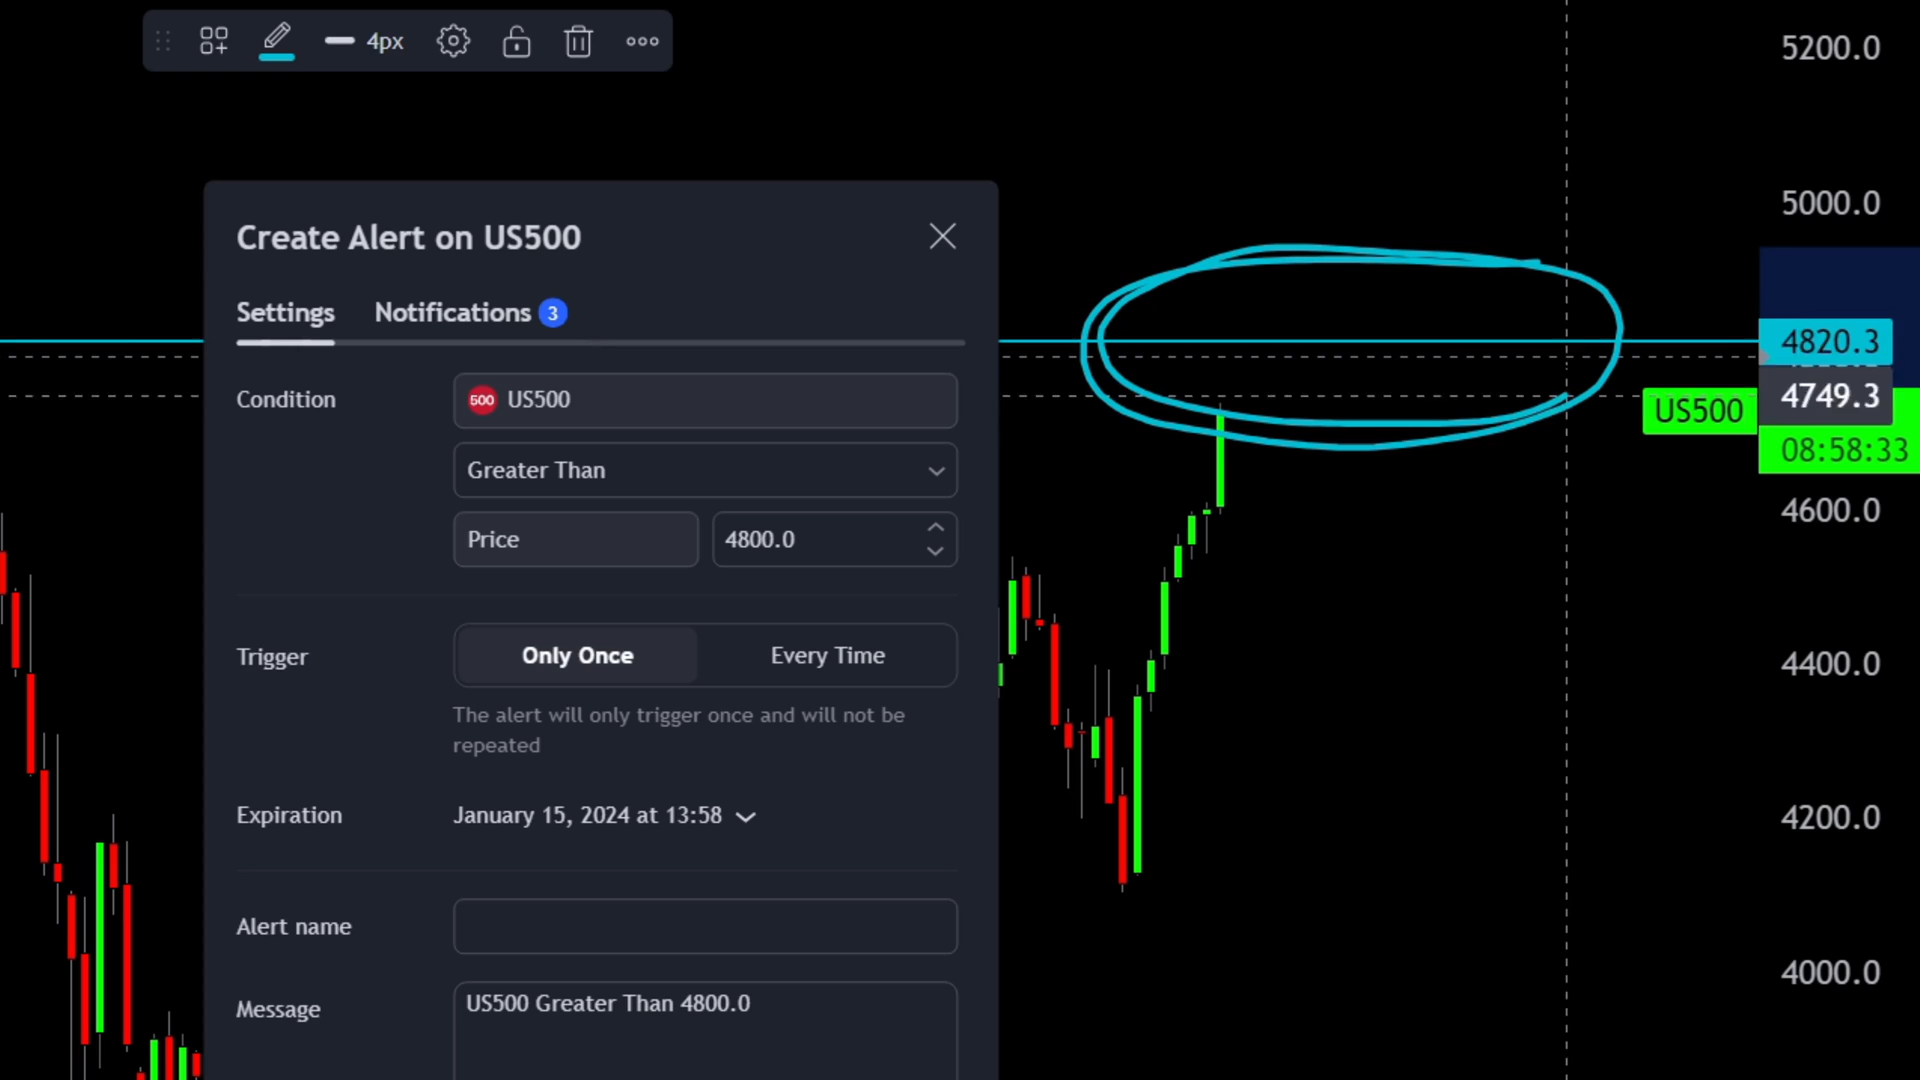 4px
5200.0
5000.0
Create Alert on US500
Settings Notifications 3
4820.3
Condition 500 US500
4749.3
US500
08:58:33
Greater Than
4600.0
Price 4800.0
Trigger Only Once Every Time
4400.0
The alert will only trigger once and will not be
repeated
Expiration January 15, 2024 at 13:58
4200.0
Alert name
4000.0
Message US500 Greater Than 4800.0